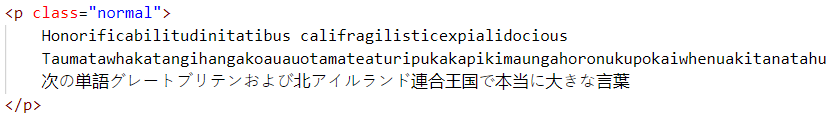 <p class="normal">
Honorificabilitudinitatibus califragilisticexpialidocious
Taumatawhakatangihangakoauauotamateaturipukakapikimaungahoronukupokaiwhenuakitanatahu
次の単語グレートブリテンおよび北アイルランド連合王国で本当に大きな言葉
</p>